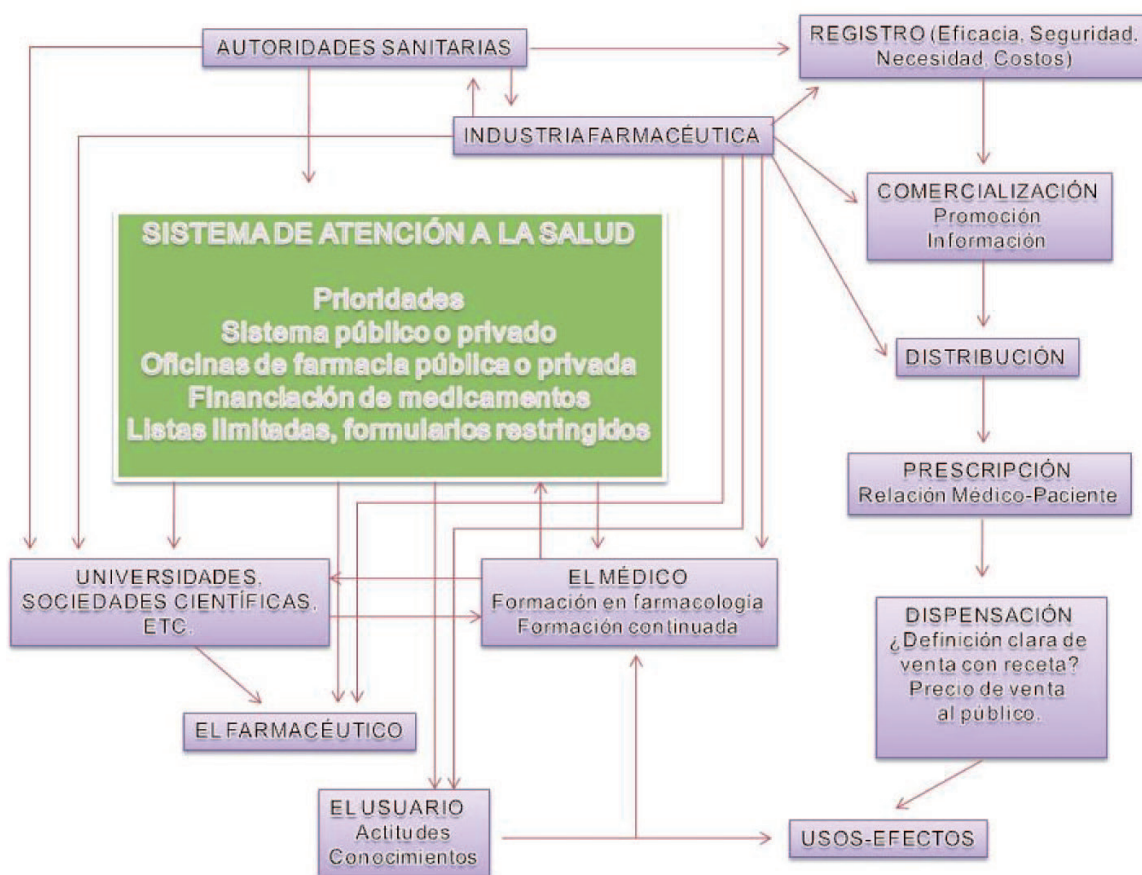 AUTORIDADES SANITARIAS
REGISTRO (Eficacia, Seguridad,
Necesidad, Costos)
INDUSTRIA FARMACÉUTICA
COMERCIALIZACIÓN
Promoción
Información
SISTEMA DE ATENCIÓN A LA SALUD
Prioridades
Sistema público o privado
Oficinas de farmacia pública o privada
Financiación de medicamentos
Listas limitadas, formularios restringidos
DISTRIBUCIÓN
PRESCRIPCIÓN
Relación Médico-Paciente
UNIVERSIDADES,
SOCIEDADES CIENTÍFICAS,
ETC.
EL MÉDICO
Formación en farmacología
Formación continuada
DISPENSACIÓN
¿Definición clara de
venta con receta?
Precio de venta
al público.
EL FARMACÉUTICO
EL USUARIO
Actitudes
Conocimientos
USOS-EFECTOS